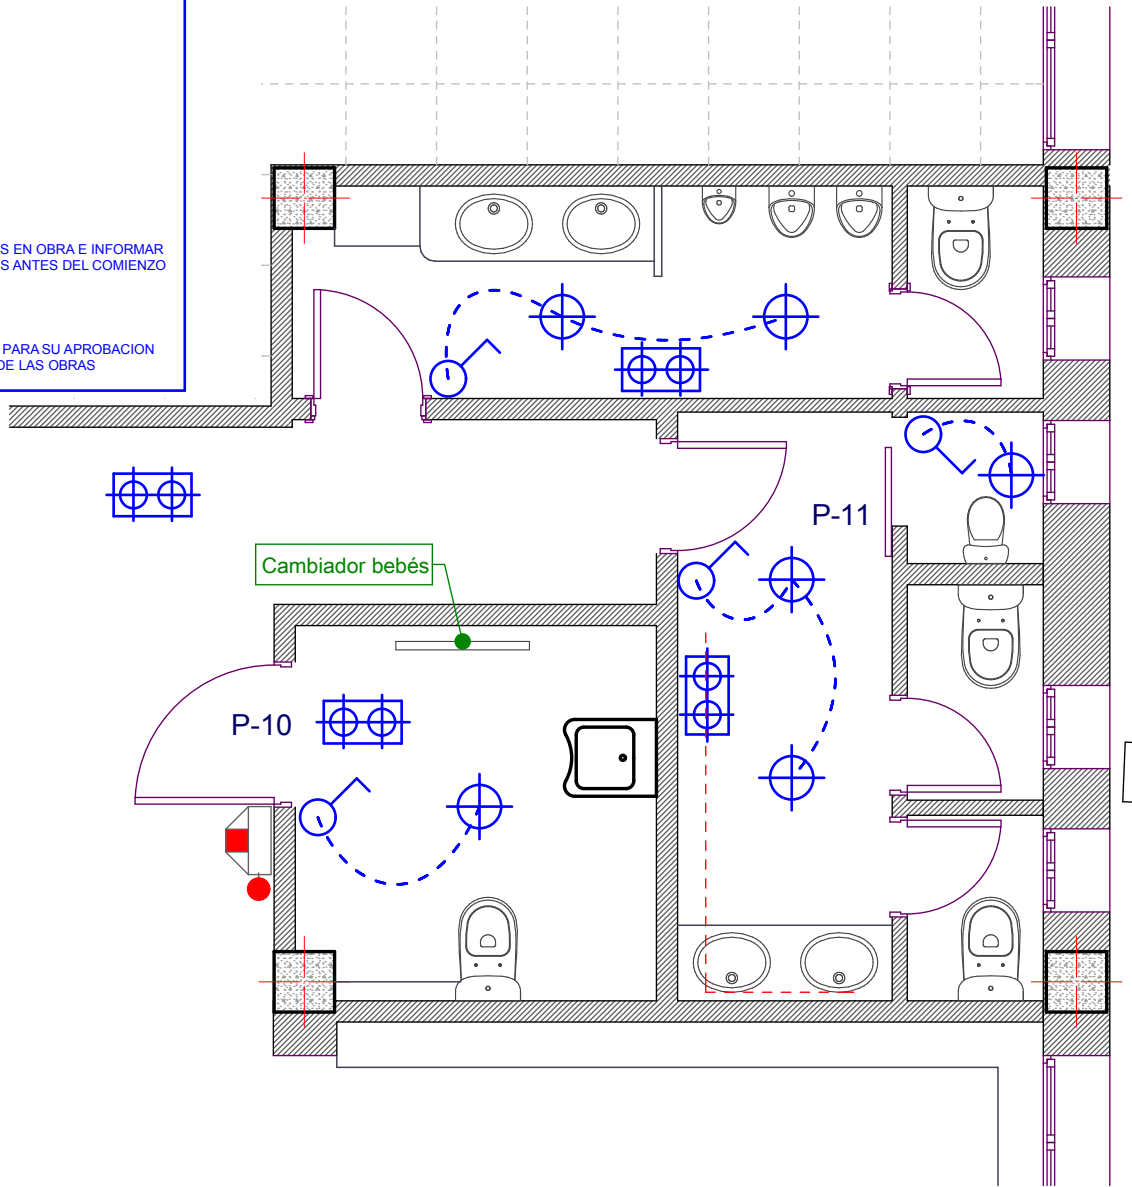 S EN OBRA E INFORMAR
S ANTES DEL COMIENZO
PARA SU APROBACION
DE LAS OBRAS
P-11
Cambiador bebés
P-10